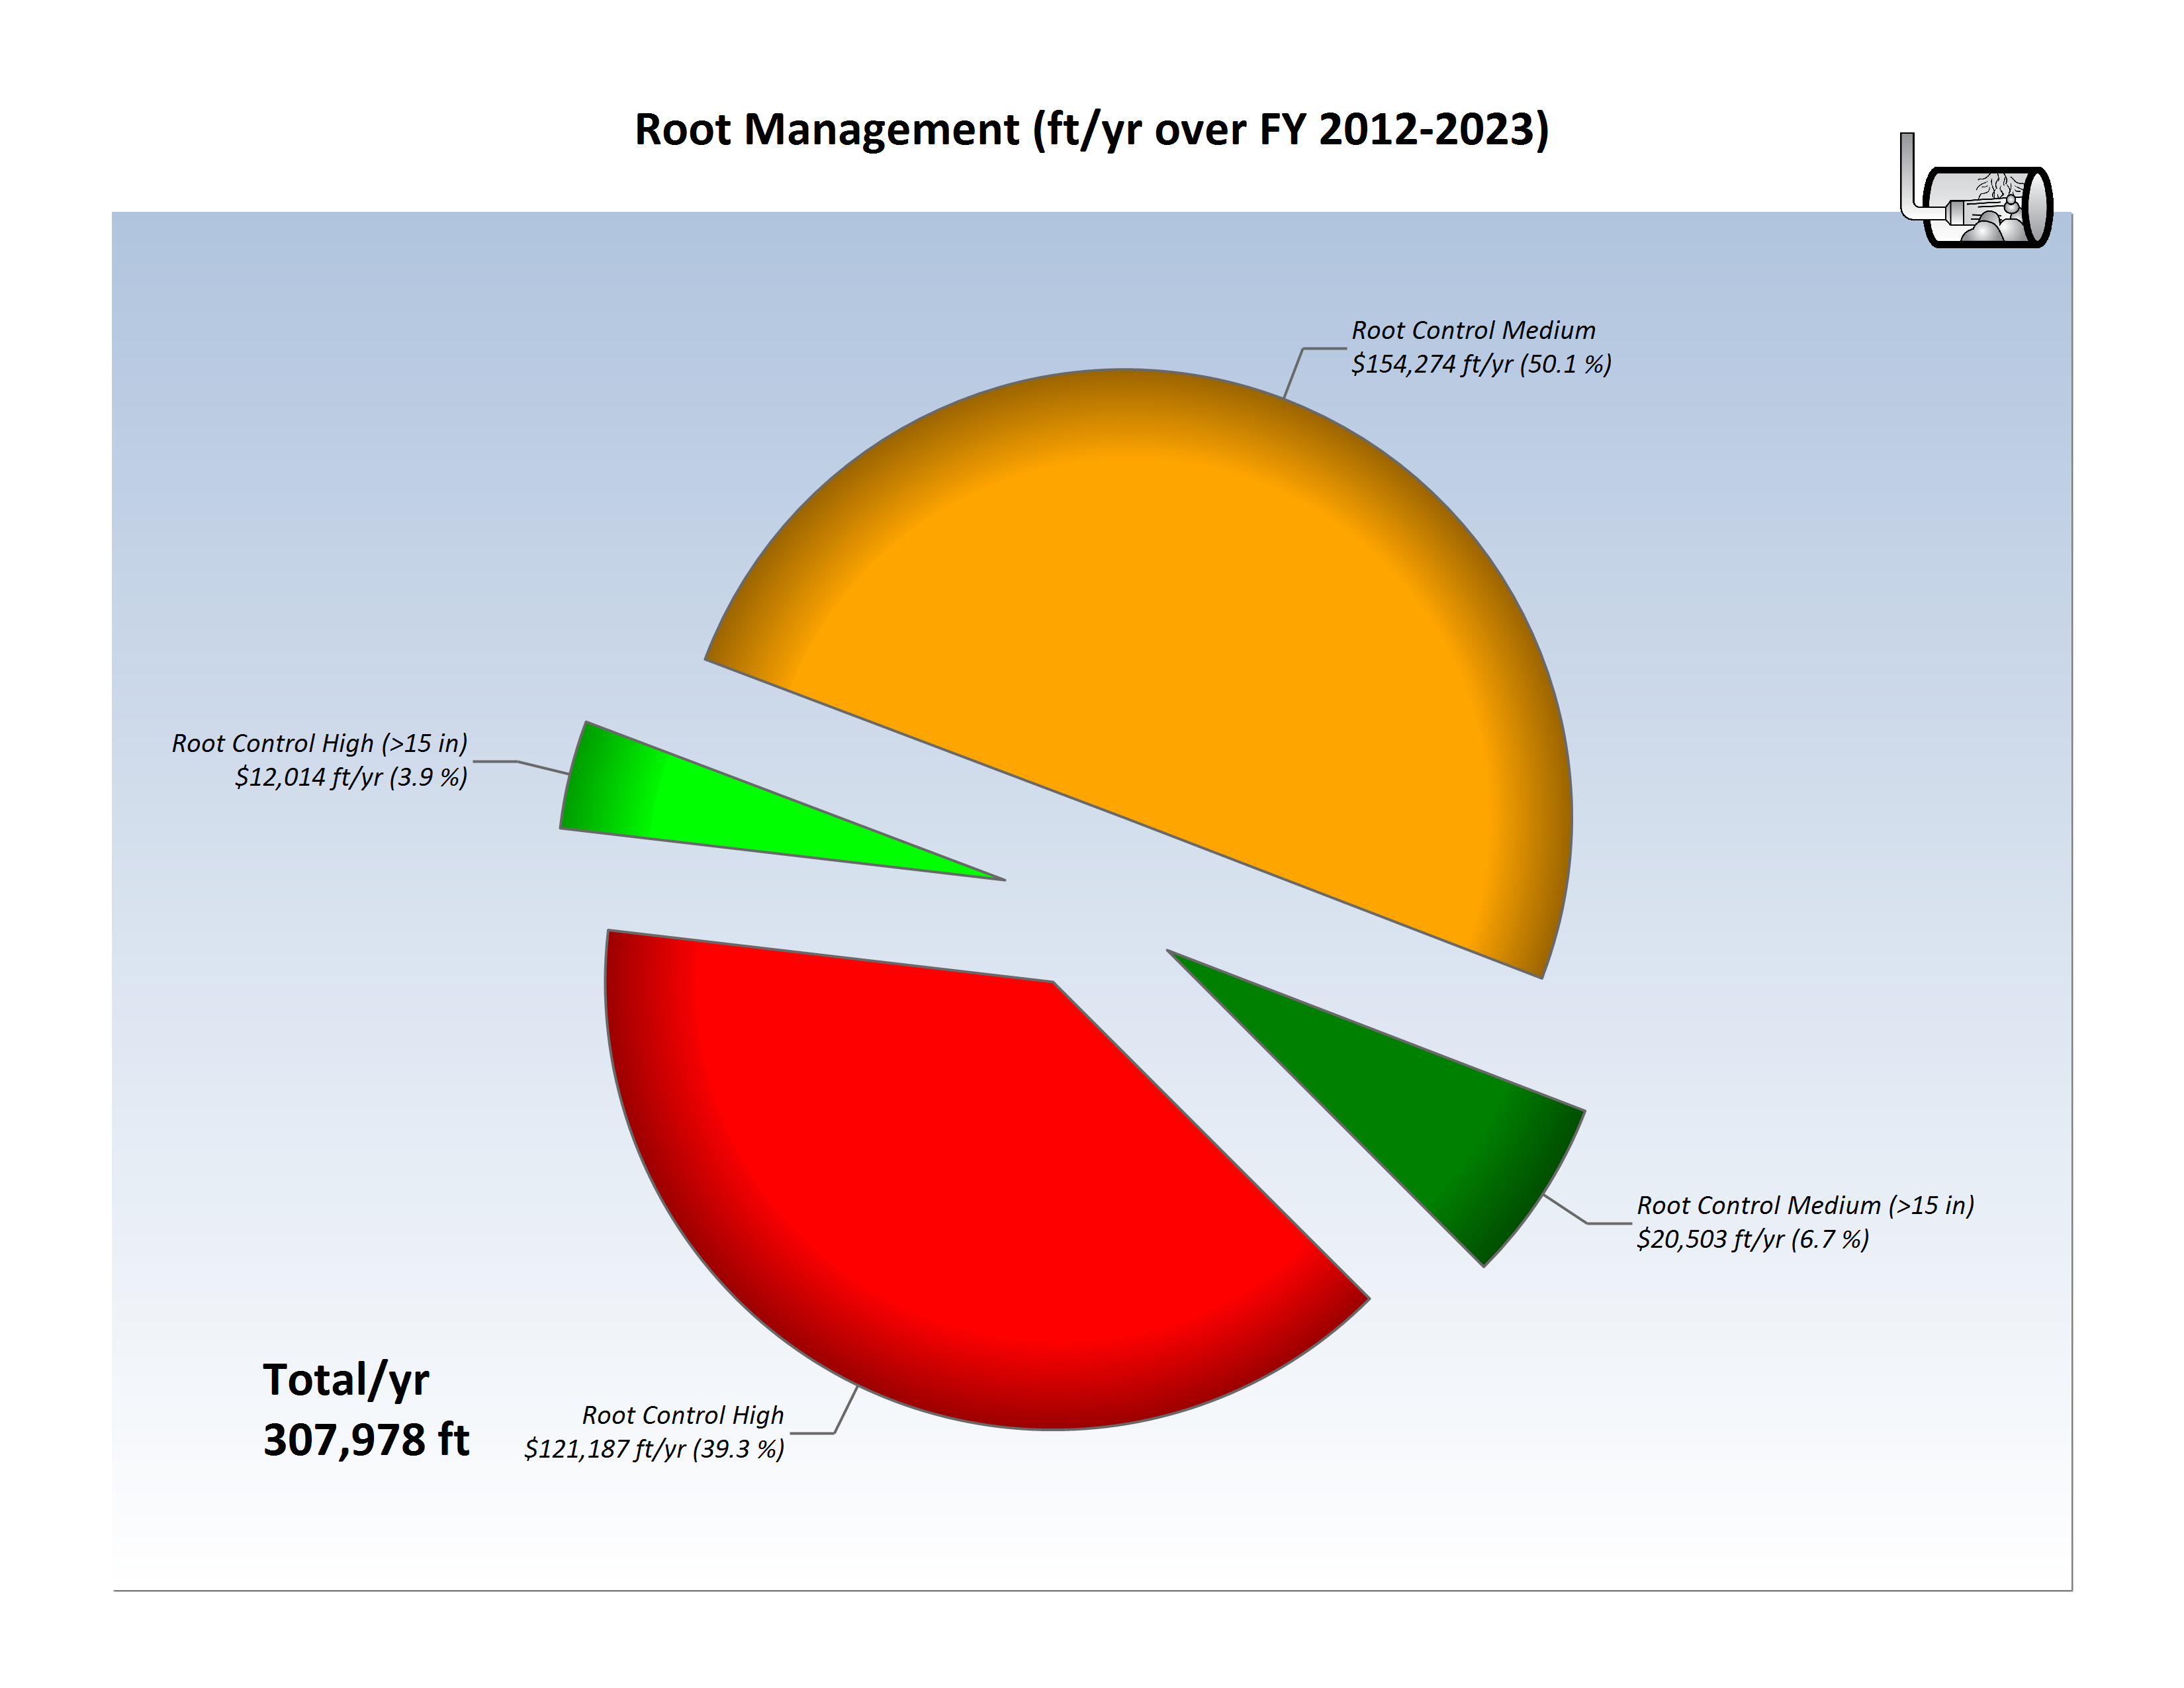 Root Management (ft/yr over FY 2012-2023)
Root Control Medium
$154,274 ft/yr (50.1 %)
Root Control High (>15 in)
$12,014 ft/yr (3.9 %)
Root Control Medium (>15 in)
$20,503 ft/yr (6.7 %)
Total/yr
307,978 ft
Root Control High
$121,187 ft/yr (39.3 %)